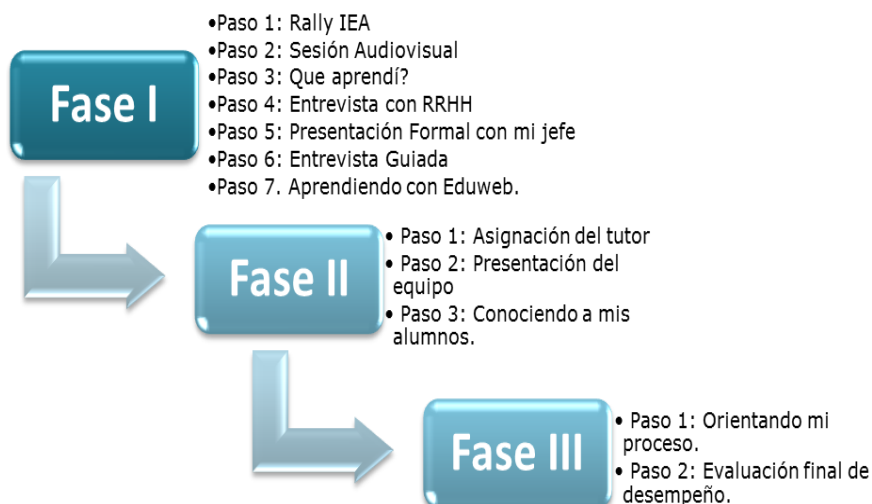 Fase I
•Paso 1: Rally IEA
•Paso 2: Sesión Audiovisual
•Paso 3: Que aprendí?
•Paso 4: Entrevista con RRHH
•Paso 5: Presentación Formal con mi jefe
•Paso 6: Entrevista Guiada
•Paso 7. Aprendiendo con Eduweb.
Fase II
• Paso 1: Asignación del tutor
• Paso 2: Presentación del
equipo
• Paso 3: Conociendo a mis
alumnos.
Fase III
• Paso 1: Orientando mi
proceso.
• Paso 2: Evaluación final de
desempeño.